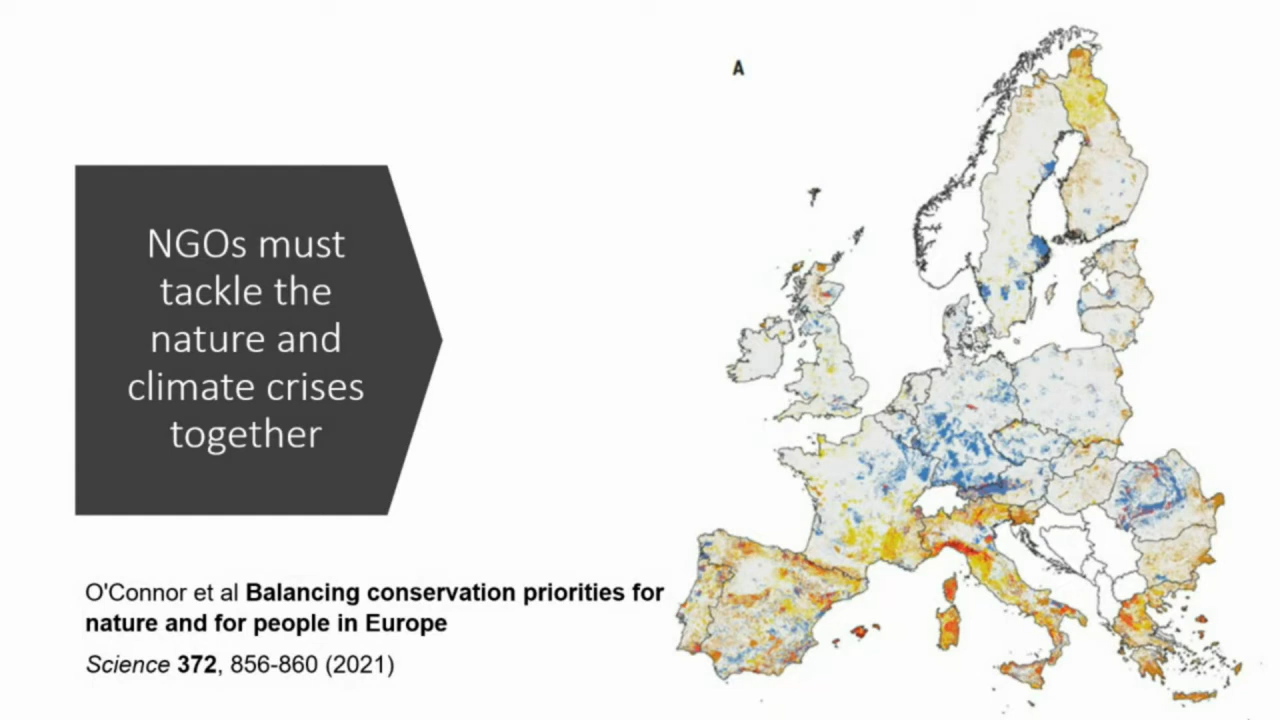 A
NGOs must
tackle the
nature and
climate crises
together
O'Connor et al Balancing conservation priorities for
nature and for people in Europe
Science 372, 856-860 (2021)